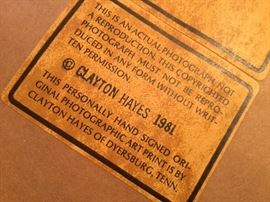 THIS IS AN ACTUAL PHOTOGRAPH, NOT
A REPRODUCTION. THIS COPYRIGHTED
PHOTOGRAPH MUST NOT BE REPRO-
DUCED IN ANY FORM WITHOUT WRIT-
TEN PERMISSION.
© CLAYTON HAYES 1981
THIS PERSONALLY HAND SIGNED ORI-
GINAL PHOTOGRAPHIC ART PRINT IS BY
CLAYTON HAYES OF DYERSBURG, TENN.